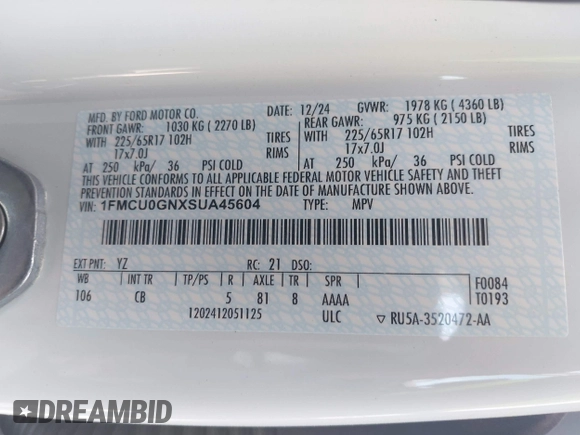 MFD. BY FORD MOTOR CO. DATE: 12/24 GVWR: 1978 KG ( 4360 LB)
FRONT GAWR: 1030 KG ( 2270 LB) REAR GAWR: 975 KG ( 2150 LB)
WITH 225/65R17 102H TIRES WITH 225/65R17 102H TIRES
17x7.0J RIMS 17x7.0J RIMS
AT 250 kPa/ 36 PSI COLD AT 250 kPa/ 36 PSI COLD
THIS VEHICLE CONFORMS TO ALL APPLICABLE FEDERAL MOTOR VEHICLE SAFETY AND THEFT
PREVENTION STANDARDS IN EFFECT ON THE DATE OF MANUFACTURE SHOWN ABOVE.
VIN: 1FMCU0GNXSUA45604 TYPE: MPV
EXT PNT: YZ RC: 21 DSO:
WB INT TR TP/PS R AXLE TR SPR F0084
106 CB 5 81 8 AAAA T0193
1202412051125 ULC ▽ RU5A-3520472-AA
DREAMBID